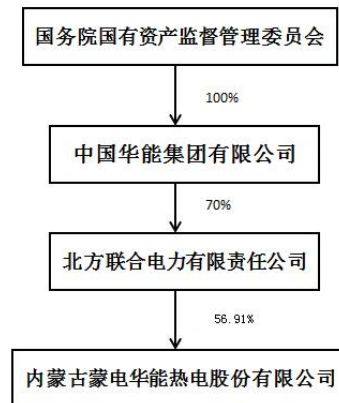 国务院国有资产监督管理委员会
100%
中国华能集团有限公司
70%
北方联合电力有限责任公司
56.91%
内蒙古蒙电华能热电股份有限公司